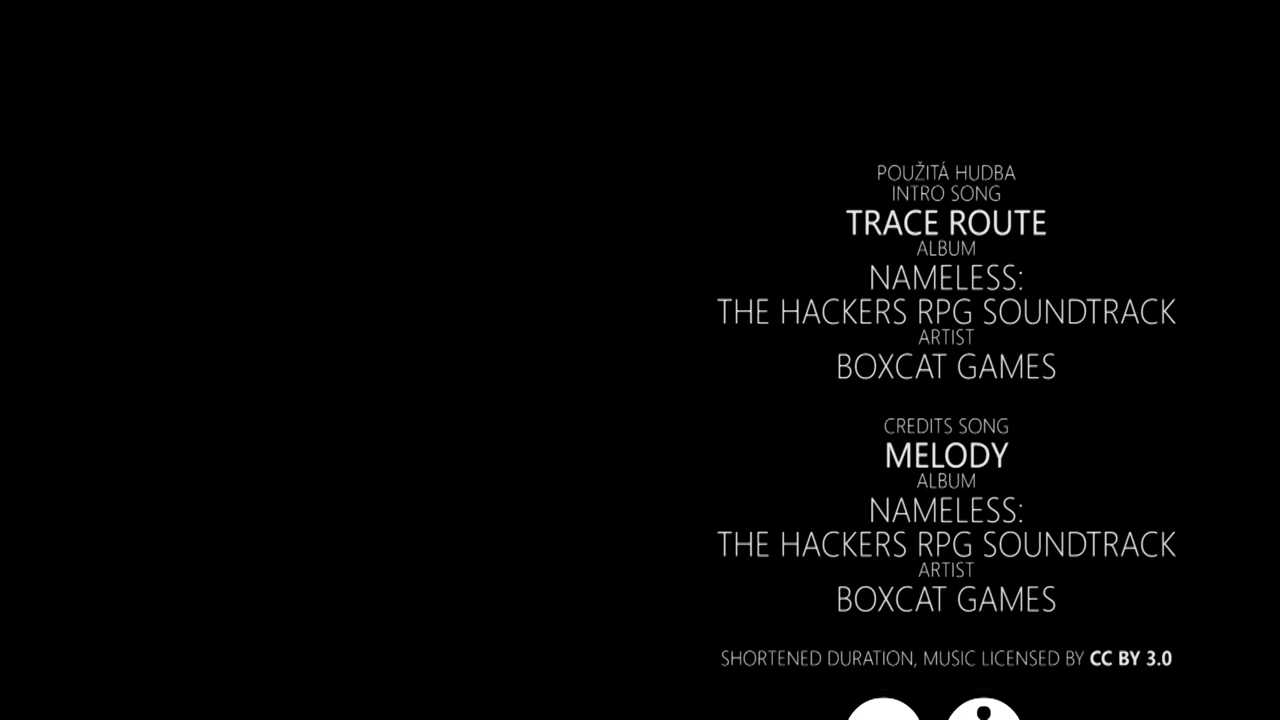 POUŽITÁ HUDBA
INTRO SONG
TRACE ROUTE
ALBUM
NAMELESS:
THE HACKERS RPG SOUNDTRACK
ARTIST
BOXCAT GAMES
CREDITS SONG
MELODY
ALBUM
NAMELESS:
THE HACKERS RPG SOUNDTRACK
ARTIST
BOXCAT GAMES
SHORTENED DURATION, MUSIC LICENSED BY CC BY 3.0